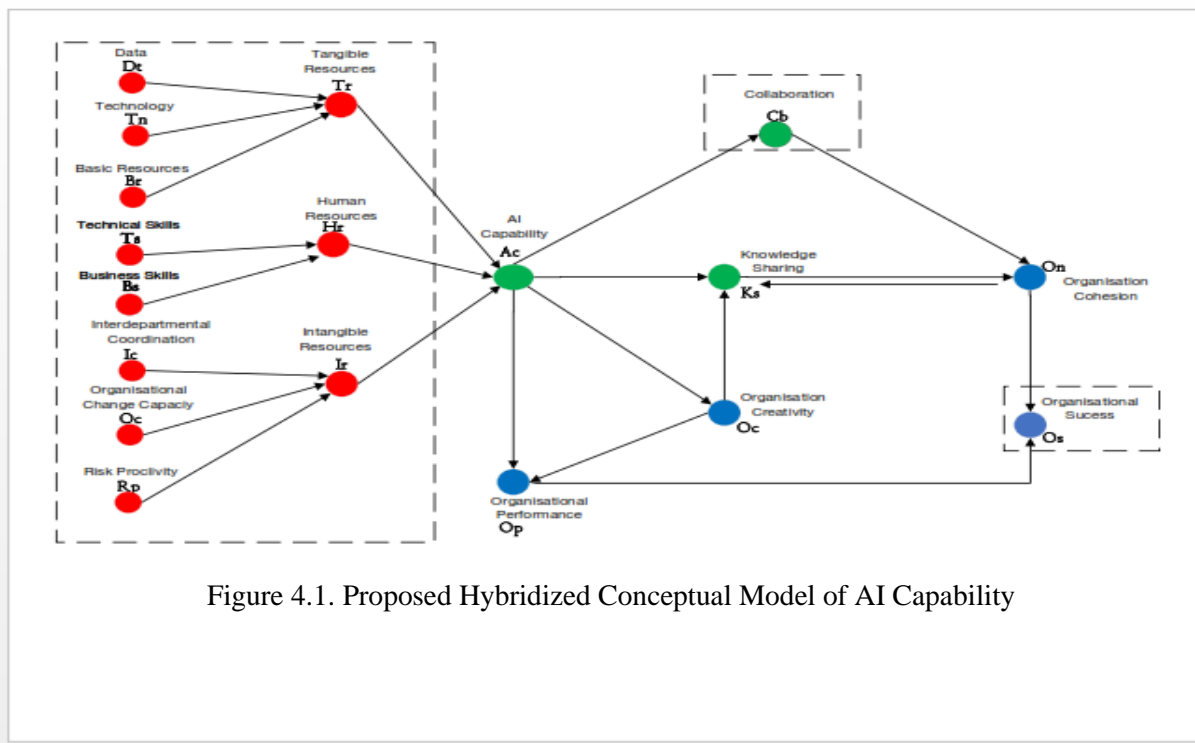 Data
Dt
Technology
Tn
Basic Resources
Br
Technical Skills
Ts
Business Skills
Bs
Interdepartmental
Coordination
Ic
Organisational
Change Capaciy
Oc
Risk Proclivity
Rp
Tangible
Resources
Tr
Human
Resources
Hr
Intangible
Resources
Ir
AI
Capability
Ac
Collaboration
Cb
Knowledge
Sharing
Ks
On
Organisation
Cohesion
Organisation
Creativity
Oc
Organisational
Sucess
Os
Organisational
Performance
Op
Figure 4.1. Proposed Hybridized Conceptual Model of AI Capability